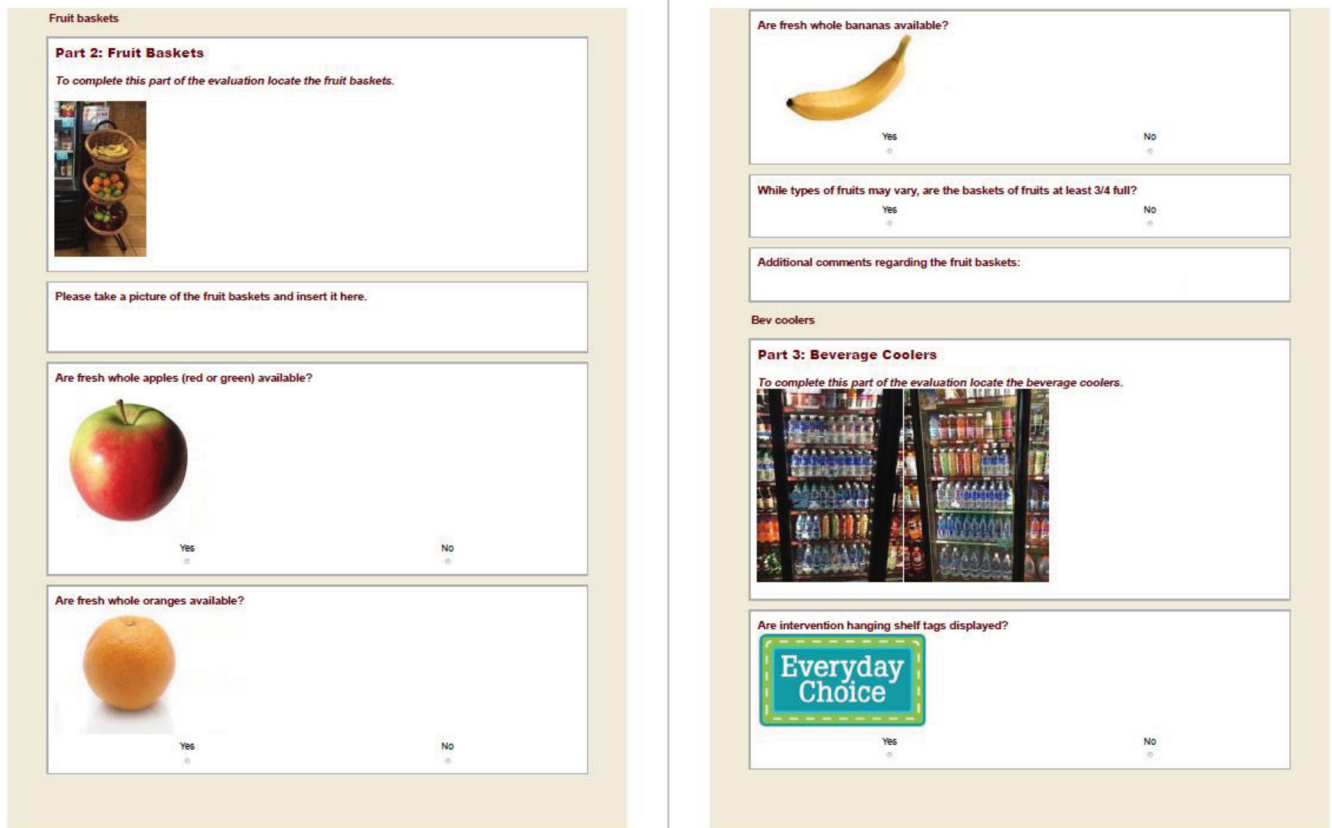 Fruit baskets
Part 2: Fruit Baskets
To complete this part of the evaluation locate the fruit baskets.
Please take a picture of the fruit baskets and insert it here.
Are fresh whole apples (red or green) available?
Yes No
Are fresh whole oranges available?
Yes No
Are fresh whole bananas available?
Yes No
While types of fruits may vary, are the baskets of fruits at least 3/4 full?
Yes No
Additional comments regarding the fruit baskets:
Bev coolers
Part 3: Beverage Coolers
To complete this part of the evaluation locate the beverage coolers.
Are intervention hanging shelf tags displayed?
Everyday
Choice
Yes No